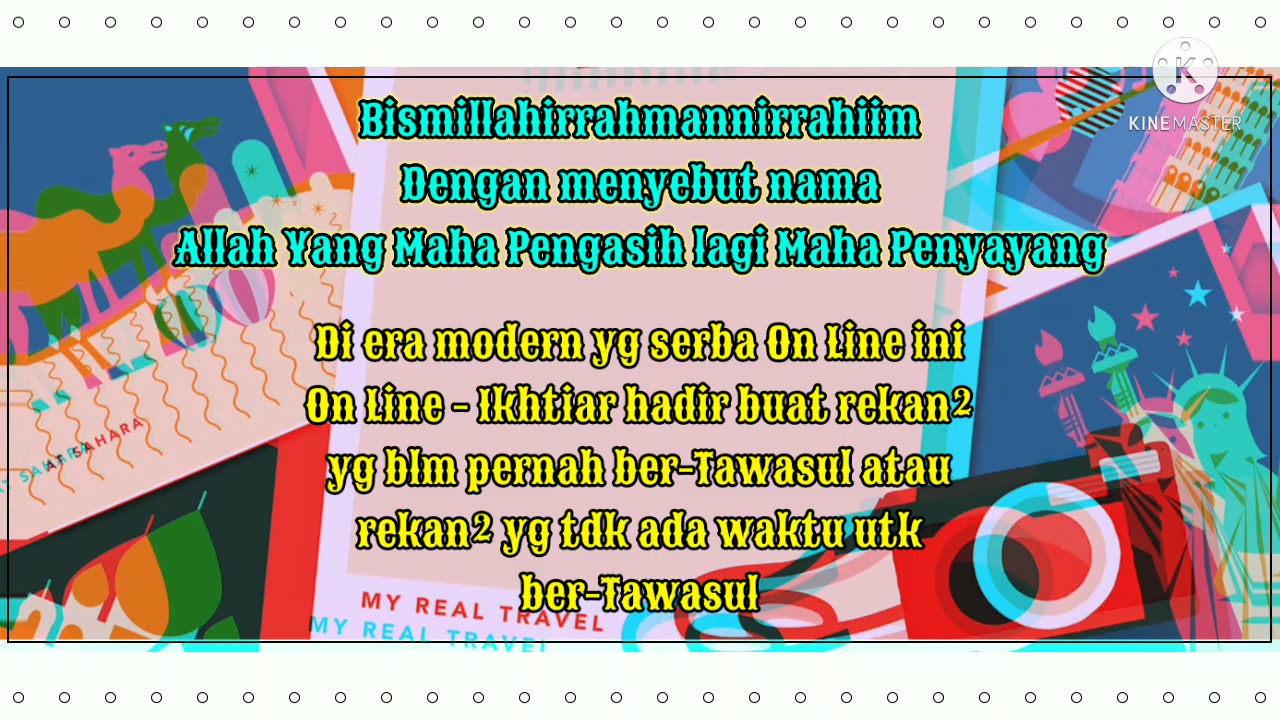 KINEMASTER
Bismillahirrahmannirrahiim
Dengan menyebut nama
Allah Yang Maha Pengasih lagi Maha Penyayang
Di era modern yg serba On Line ini
On Line - Ikhtiar hadir buat rekan²
yg blm pernah ber-Tawasul atau
rekan² yg tdk ada waktu utk
ber-Tawasul
AT SAHARA
MY REAL TRAVEL
MY REAL TRAVEL